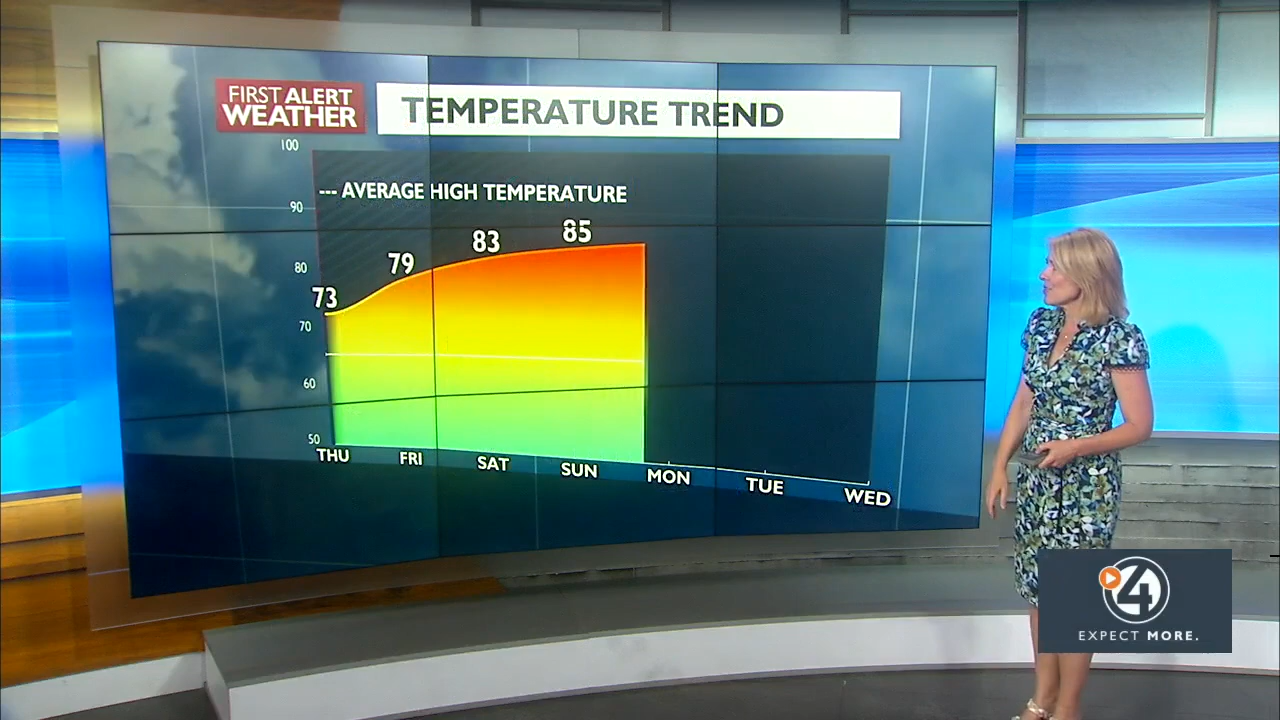 FIRST ALERT
WEATHER
TEMPERATURE TREND
100
--- AVERAGE HIGH TEMPERATURE
90
85
83
80
79
73
70
60
50
THU
FRI
SAT
SUN
MON
TUE
WED
4
EXPECT MORE.